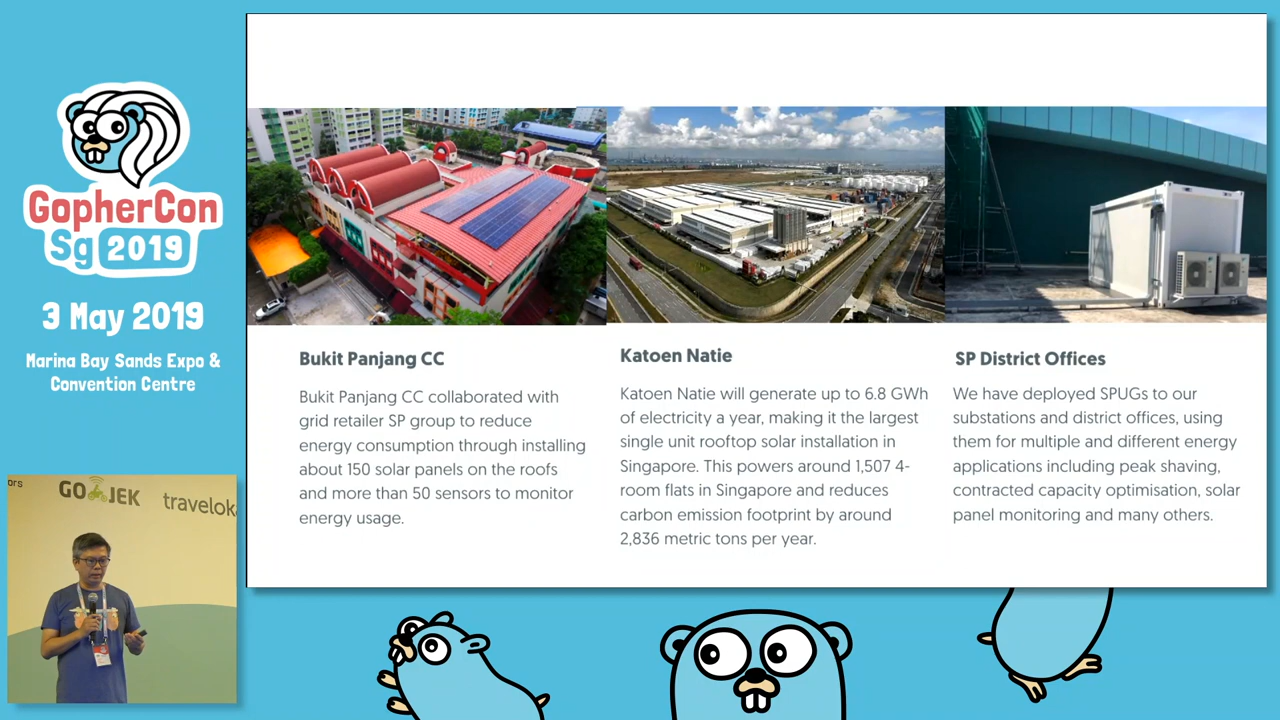 GopherCon
Sg 2019
3 May 2019
Marina Bay Sands Expo &
Convention Centre
ors
GO JEK
travelok
Bukit Panjang CC
Bukit Panjang CC collaborated with
grid retailer SP group to reduce
energy consumption through installing
about 150 solar panels on the roofs
and more than 50 sensors to monitor
energy usage.
Katoen Natie
Katoen Natie will generate up to 6.8 GWh
of electricity a year, making it the largest
single unit rooftop solar installation in
Singapore. This powers around 1,507 4-
room flats in Singapore and reduces
carbon emission footprint by around
2,836 metric tons per year.
SP District Offices
We have deployed SPUGs to our
substations and district offices, using
them for multiple and different energy
applications including peak shaving,
contracted capacity optimisation, solar
panel monitoring and many others.